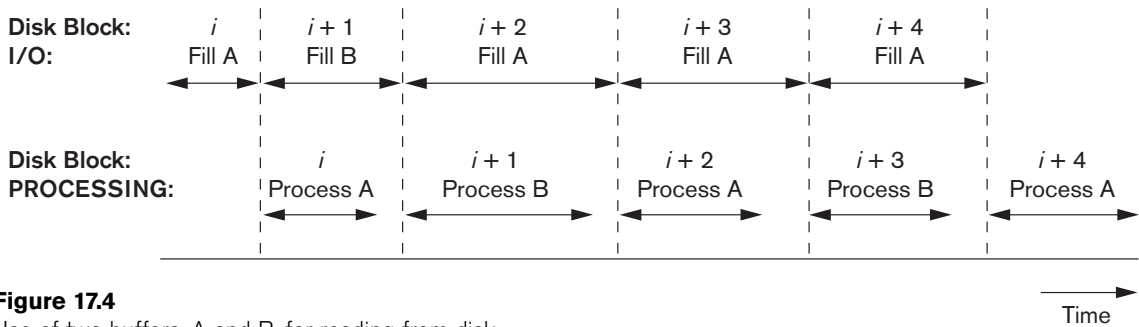 Disk Block: i i + 1 i + 2 i + 3 i + 4
I/O: Fill A Fill B Fill A Fill A Fill A
Disk Block: i i + 1 i + 2 i + 3 i + 4
PROCESSING: Process A Process B Process A Process B Process A
Figure 17.4
Time
Use of two buffers, A and B, for reading from disk.